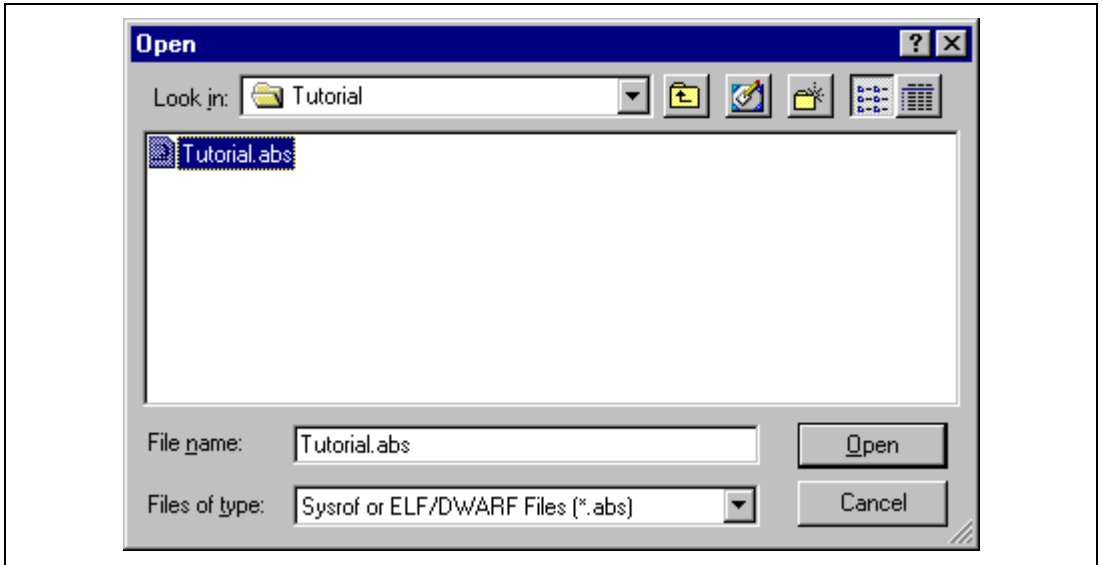 Open
Look in: Tutorial
Tutorial.abs
File name: Tutorial.abs Open
Files of type: Sysrof or ELF/DWARF Files (*.abs) Cancel